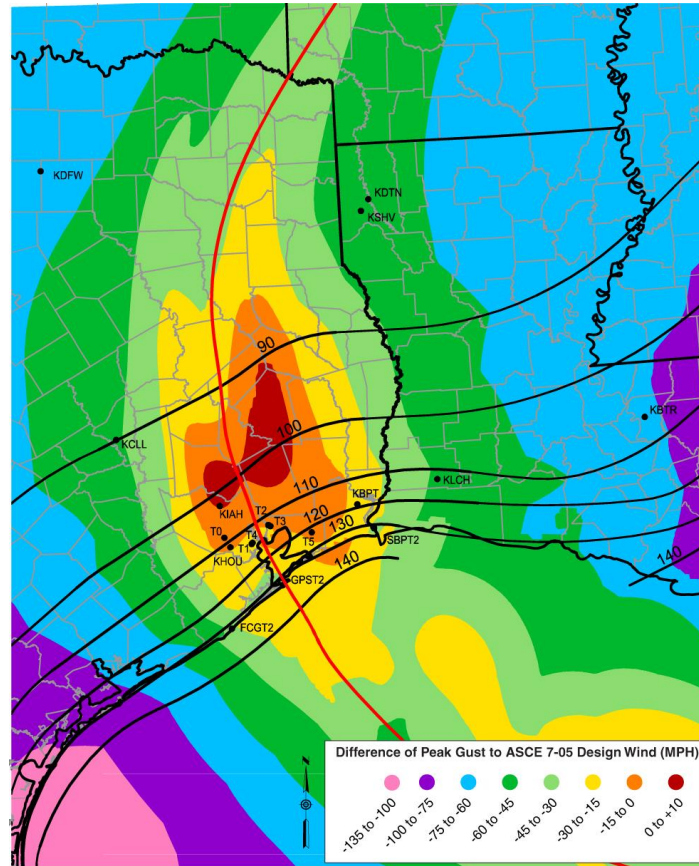 KDFW
KDTN
KSHV
90
KBTR
100
KCLL
110
KLCH
KIAH
KBPT
120
T2
T3
T0
T4
130
T5
SBPT2
T1
KHOU
140
140
GPST2
FCGT2
Difference of Peak Gust to ASCE 7-05 Design Wind (MPH)
-135 to -100
-100 to -75
-75 to -60
-60 to -45
-45 to -30
-30 to -15
-15 to 0
0 to +10